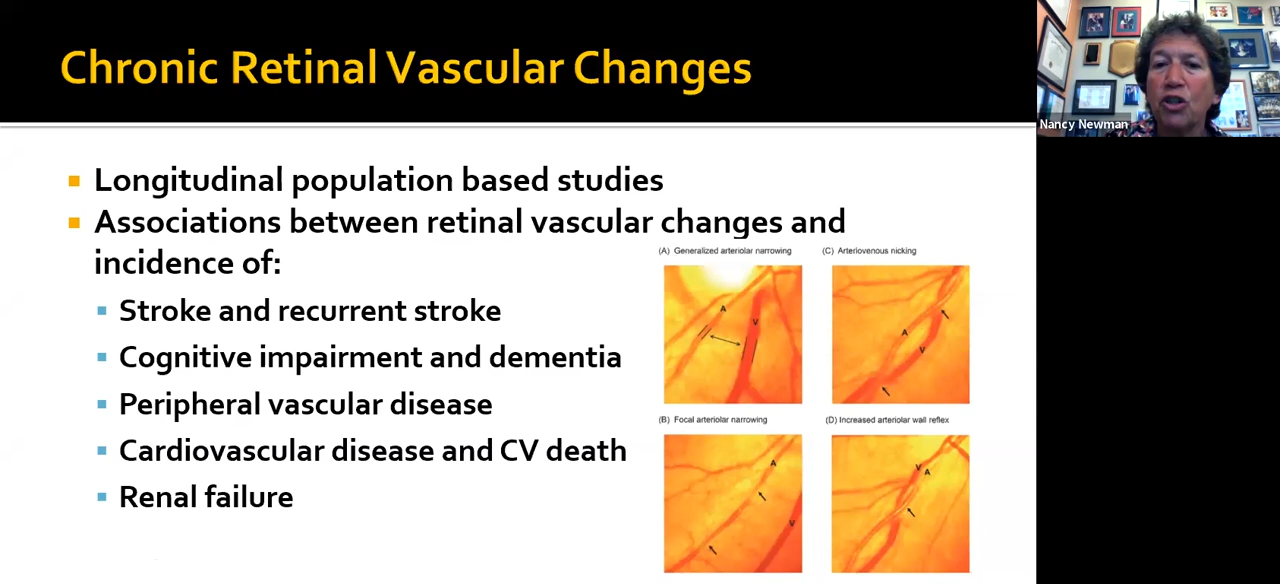 Chronic Retinal Vascular Changes
Nancy Newman
Longitudinal population based studies
Associations between retinal vascular changes and
incidence of:
Stroke and recurrent stroke
Cognitive impairment and dementia
Peripheral vascular disease
Cardiovascular disease and CV death
Renal failure
(A) Generalized arteriolar narrowing
A
V
(C) Arteriovenous nicking
A
V
(B) Focal arteriolar narrowing
A
V
(D) Increased arteriolar wall reflex
V
A